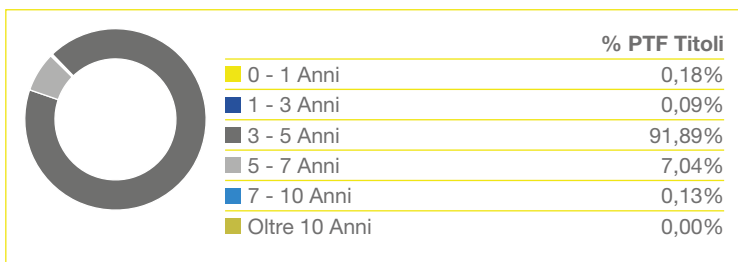 % PTF Titoli
0 - 1 Anni 0,18%
1 - 3 Anni 0,09%
3 - 5 Anni 91,89%
5 - 7 Anni 7,04%
7 - 10 Anni 0,13%
Oltre 10 Anni 0,00%